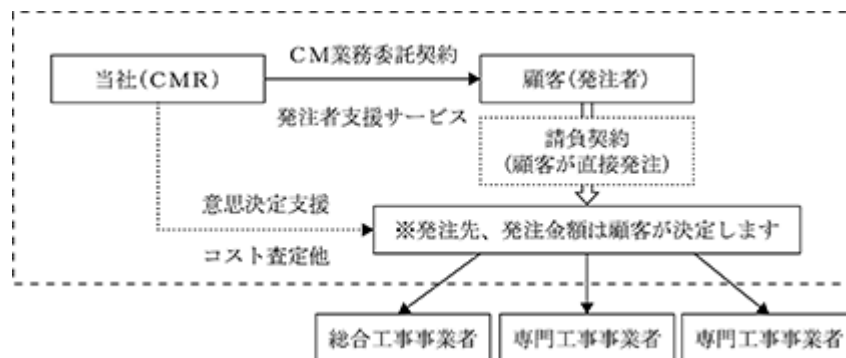 CM業務委託契約
当社(CMR)
顧客(発注者)
発注者支援サービス
請負契約
(顧客が直接発注)
意思決定支援
※発注先、発注金額は顧客が決定します
コスト査定他
総合工事事業者
専門工事事業者
専門工事事業者